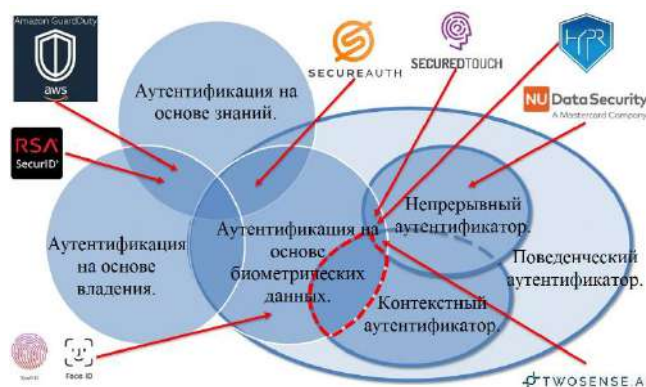 Amazon GuardDuty
aws
RSA
SecurID®
SECUREAUTH
SECUREDTOUCH
HYPR
NU Data Security
A Mastercard Company
Аутентификация на
основе знаний.
Аутентификация
на основе
владения.
Аутентификация на
основе
биометрических
данных.
Непрерывный
аутентификатор.
Контекстный
аутентификатор.
Поведенческий
аутентификатор.
Face ID
TWOSENSE.A